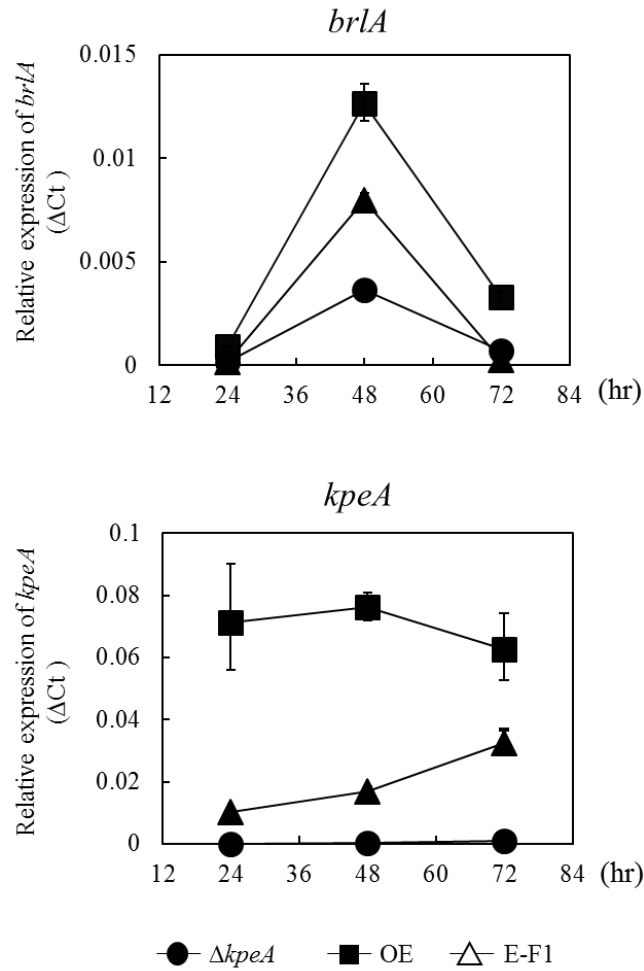 brlA
Relative expression of brlA
(ΔCt )
0.015
0.01
0.005
0
12 24 36 48 60 72 84 (hr)
kpeA
Relative expression of kpeA
(ΔCt )
0.1
0.08
0.06
0.04
0.02
0
12 24 36 48 60 72 84 (hr)
ΔkpeA OE E-F1